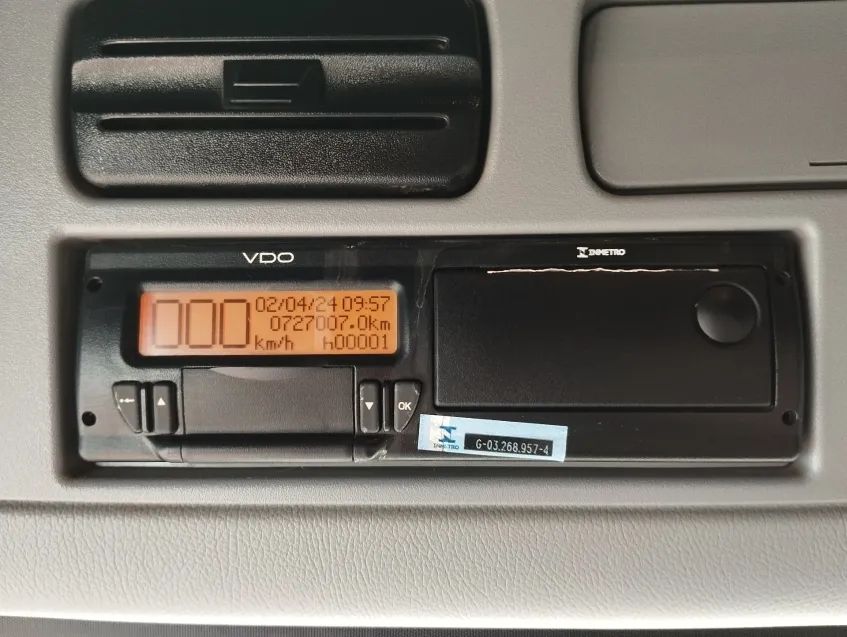 VDO
INMETRO
000
02/04/24 09:57
0727007.0km
km/h h00001
OK
INMETRO
G-03.268.957-4